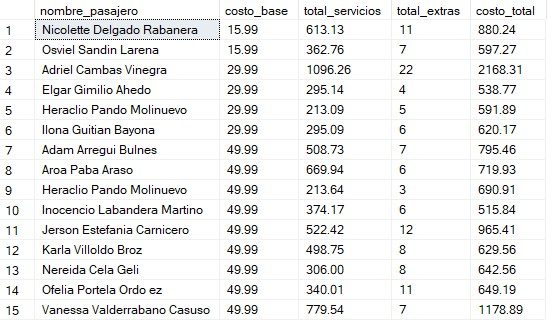 nombre_pasajero costo_base total_servicios total_extras costo_total
1 Nicolette Delgado Rabanera 15.99 613.13 11 880.24
2 Osviel Sandin Larena 15.99 362.76 7 597.27
3 Adriel Cambas Vinegra 29.99 1096.26 22 2168.31
4 Elgar Gimilio Ahedo 29.99 295.14 4 538.77
5 Heraclio Pando Molinuevo 29.99 213.09 5 591.89
6 Ilona Guitian Bayona 29.99 295.09 6 620.17
7 Adam Arregui Bulnes 49.99 508.73 7 795.46
8 Aroa Paba Araso 49.99 669.94 6 719.93
9 Heraclio Pando Molinuevo 49.99 213.64 3 690.91
10 Inocencio Labandera Martino 49.99 374.17 6 515.84
11 Jerson Estefania Carnicero 49.99 522.42 12 965.41
12 Karla Villoldo Broz 49.99 498.75 8 629.56
13 Nereida Cela Geli 49.99 306.00 8 642.56
14 Ofelia Portela Ordo ez 49.99 340.01 11 649.19
15 Vanessa Valderrabano Casuso 49.99 779.54 7 1178.89